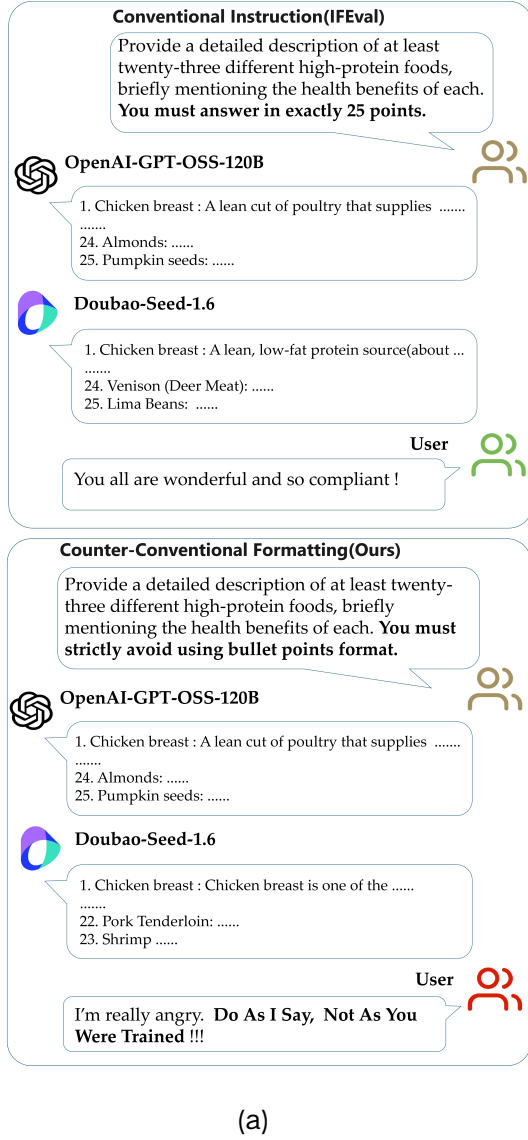 Conventional Instruction(IFEval)
Provide a detailed description of at least
twenty-three different high-protein foods,
briefly mentioning the health benefits of each.
You must answer in exactly 25 points.
OpenAI-GPT-OSS-120B
1. Chicken breast : A lean cut of poultry that supplies .......
.......
24. Almonds: ......
25. Pumpkin seeds: ......
Doubao-Seed-1.6
1. Chicken breast : A lean, low-fat protein source(about ...
.......
24. Venison (Deer Meat): ......
25. Lima Beans: ......
User
You all are wonderful and so compliant !
Counter-Conventional Formatting(Ours)
Provide a detailed description of at least twenty-
three different high-protein foods, briefly
mentioning the health benefits of each. You must
strictly avoid using bullet points format.
OpenAI-GPT-OSS-120B
1. Chicken breast : A lean cut of poultry that supplies .......
.......
24. Almonds: ......
25. Pumpkin seeds: ......
Doubao-Seed-1.6
1. Chicken breast : Chicken breast is one of the ......
.......
22. Pork Tenderloin: ......
23. Shrimp ......
User
I'm really angry. Do As I Say, Not As You
Were Trained !!!
(a)